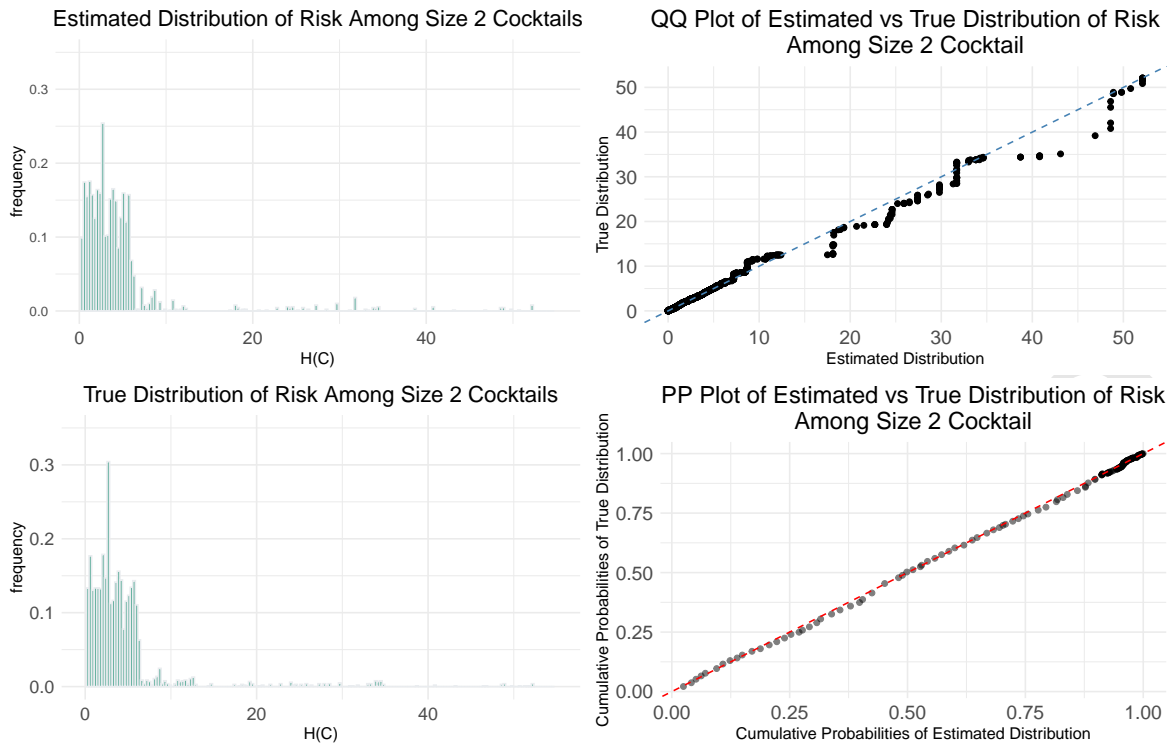 Estimated Distribution of Risk Among Size 2 Cocktails
frequency
0.3
0.2
0.1
0.0
0
20
40
H(C)
QQ Plot of Estimated vs True Distribution of Risk
Among Size 2 Cocktail
True Distribution
50
40
30
20
10
0
0
10
20
30
40
50
Estimated Distribution
True Distribution of Risk Among Size 2 Cocktails
frequency
0.3
0.2
0.1
0.0
0
20
40
H(C)
PP Plot of Estimated vs True Distribution of Risk
Among Size 2 Cocktail
Cumulative Probabilities of True Distribution
1.00
0.75
0.50
0.25
0.00
0.00
0.25
0.50
0.75
1.00
Cumulative Probabilities of Estimated Distribution